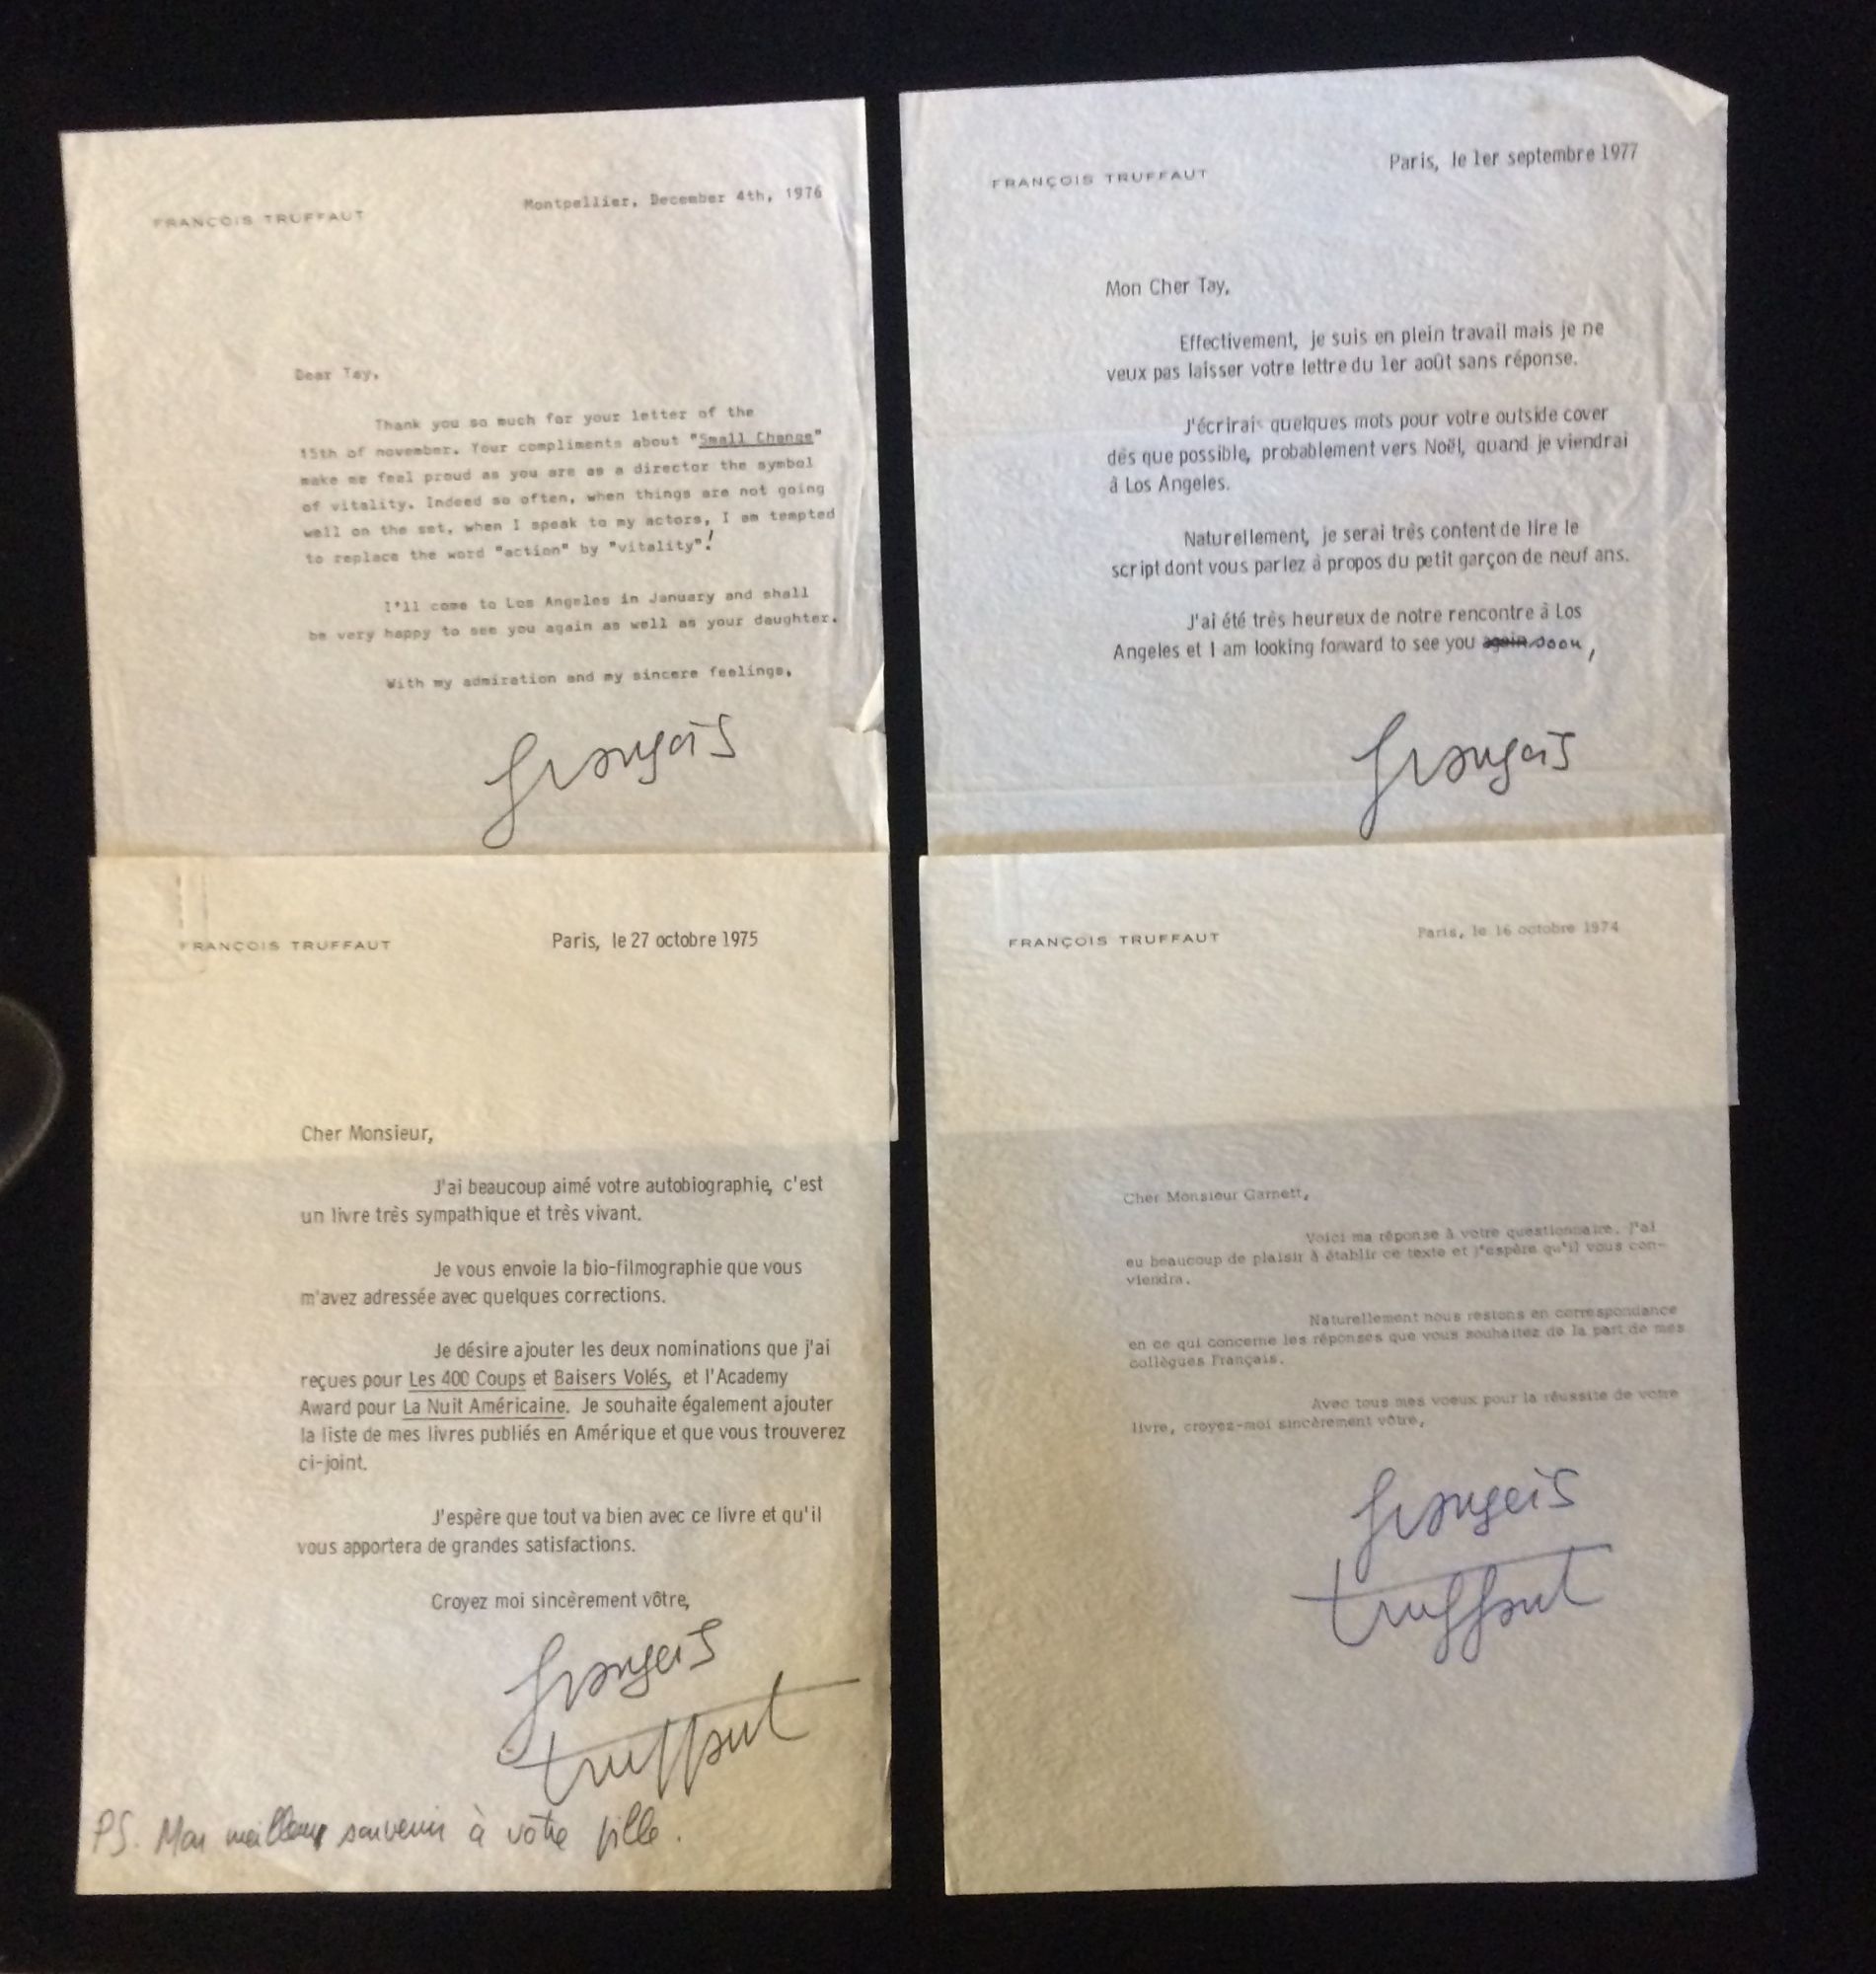 FRANÇOIS TRUFFAUT
Montpellier, December 4th, 1976
Dear Tay,
Thank you so much for your letter of the
15th of november. Your compliments about "Small Change"
make me feel proud as you are as a director the symbol
of vitality. Indeed so often, when things are not going
well on the set, when I speak to my actors, I am tempted
to replace the word "action" by "vitality"!
I'll come to Los Angeles in January and shall
be very happy to see you again as well as your daughter.
With my admiration and my sincere feelings,
françois
FRANÇOIS TRUFFAUT
Paris, le 1er septembre 1977
Mon Cher Tay,
Effectivement, je suis en plein travail mais je ne
veux pas laisser votre lettre du 1er août sans réponse.
J'écrirais quelques mots pour votre outside cover
dès que possible, probablement vers Noël, quand je viendrai
à Los Angeles.
Naturellement, je serai très content de lire le
script dont vous parlez à propos du petit garçon de neuf ans.
J'ai été très heureux de notre rencontre à Los
Angeles et I am looking forward to see you again soon,
françois
FRANÇOIS TRUFFAUT
Paris, le 27 octobre 1975
Cher Monsieur,
J'ai beaucoup aimé votre autobiographie, c'est
un livre très sympathique et très vivant.
Je vous envoie la bio-filmographie que vous
m'avez adressée avec quelques corrections.
Je désire ajouter les deux nominations que j'ai
reçues pour Les 400 Coups et Baisers Volés, et l'Academy
Award pour La Nuit Américaine. Je souhaite également ajouter
la liste de mes livres publiés en Amérique et que vous trouverez
ci-joint.
J'espère que tout va bien avec ce livre et qu'il
vous apportera de grandes satisfactions.
Croyez moi sincèrement vôtre,
françois
truffaut
PS. Mon meilleur souvenir à votre fille.
FRANÇOIS TRUFFAUT
Paris, le 16 octobre 1974
Cher Monsieur Garnett,
Voici ma réponse à votre questionnaire. J'ai
eu beaucoup de plaisir à établir ce texte et j'espère qu'il vous con-
viendra.
Naturellement nous restons en correspondance
en ce qui concerne les réponses que vous souhaitez de la part de mes
collègues Français.
Avec tous mes voeux pour la réussite de votre
livre, croyez-moi sincèrement vôtre,
françois
truffaut